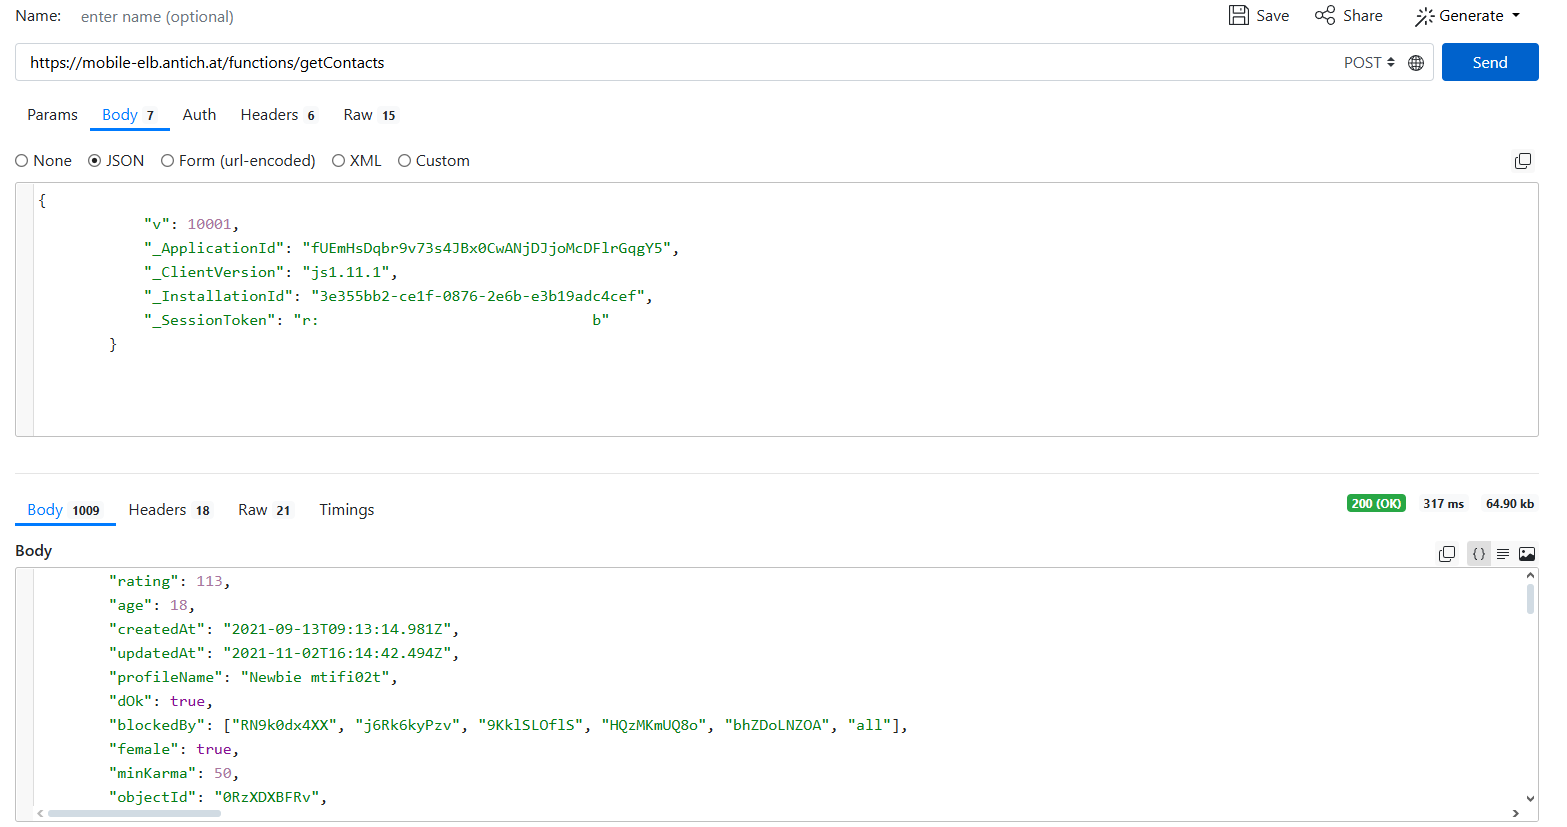 Name: enter name (optional) Save Share Generate
https://mobile-elb.antich.at/functions/getContacts POST Send
Params Body 7 Auth Headers 6 Raw 15
None JSON Form (url-encoded) XML Custom
{
"v": 10001,
"_ApplicationId": "fUEmHsDqbr9v73s4JBx0CwANjDJjoMcDFlrGqgY5",
"_ClientVersion": "js1.11.1",
"_InstallationId": "3e355bb2-ce1f-0876-2e6b-e3b19adc4cef",
"_SessionToken": "r: b"
}
Body 1009 Headers 18 Raw 21 Timings 200 (OK) 317 ms 64.90 kb
Body {}
"rating": 113,
"age": 18,
"createdAt": "2021-09-13T09:13:14.981Z",
"updatedAt": "2021-11-02T16:14:42.494Z",
"profileName": "Newbie mtifi02t",
"dOk": true,
"blockedBy": ["RN9k0dx4XX", "j6Rk6kyPzv", "9KklSLOflS", "HQzMKmUQ8o", "bhZDoLNZOA", "all"],
"female": true,
"minKarma": 50,
"objectId": "0RzXDXBFRv",